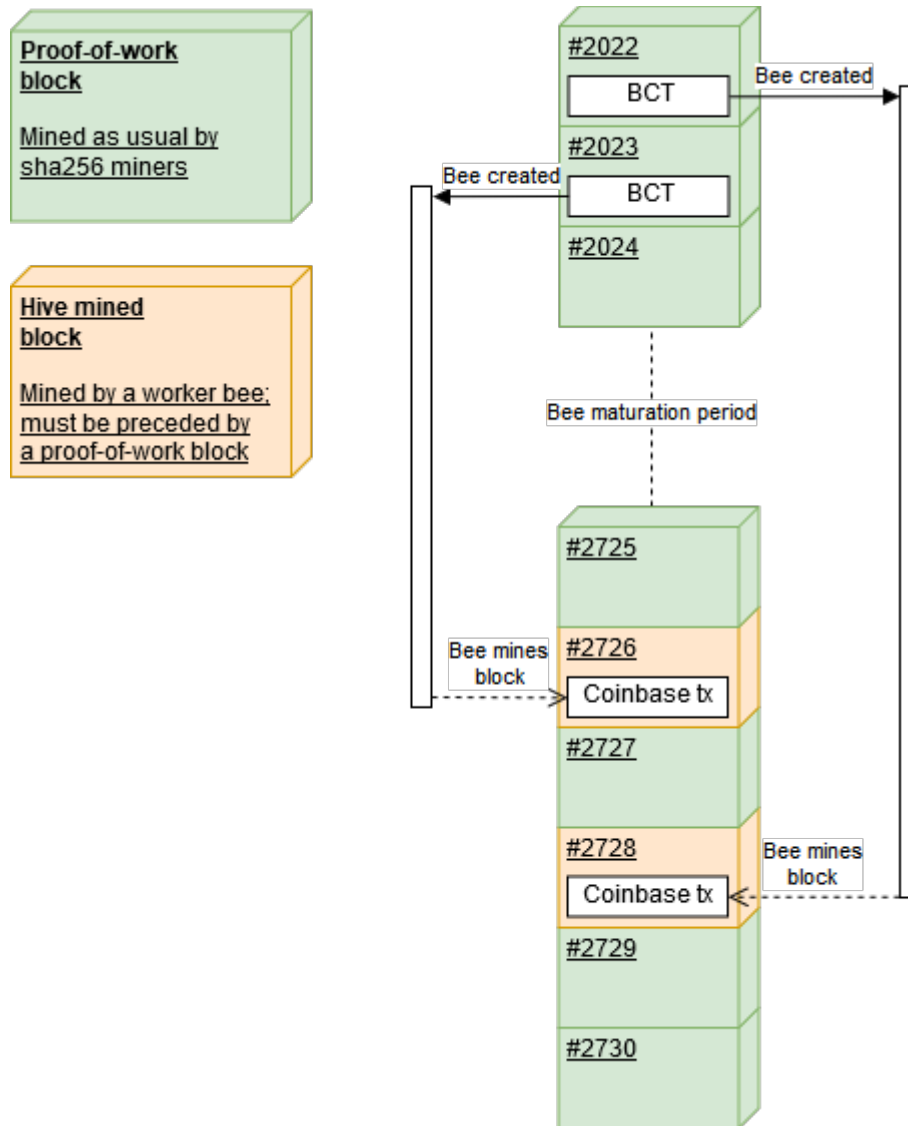 Proof-of-work
block
Mined as usual by
sha256 miners
Hive mined
block
Mined by a worker bee;
must be preceded by
a proof-of-work block
#2022
BCT
Bee created
#2023
Bee created
BCT
#2024
Bee maturation period
#2725
#2726
Bee mines
block
Coinbase tx
#2727
#2728
Bee mines
block
Coinbase tx
#2729
#2730